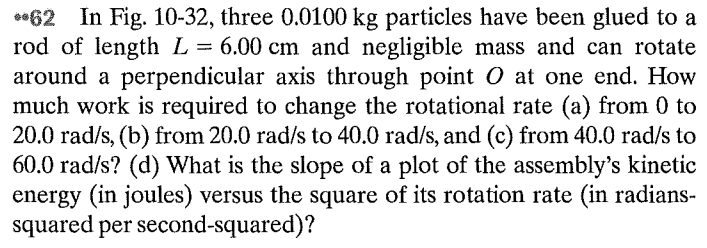 ••62 In Fig. 10-32, three 0.0100 kg particles have been glued to a
rod of length L = 6.00 cm and negligible mass and can rotate
around a perpendicular axis through point O at one end. How
much work is required to change the rotational rate (a) from 0 to
20.0 rad/s, (b) from 20.0 rad/s to 40.0 rad/s, and (c) from 40.0 rad/s to
60.0 rad/s? (d) What is the slope of a plot of the assembly's kinetic
energy (in joules) versus the square of its rotation rate (in radians-
squared per second-squared)?